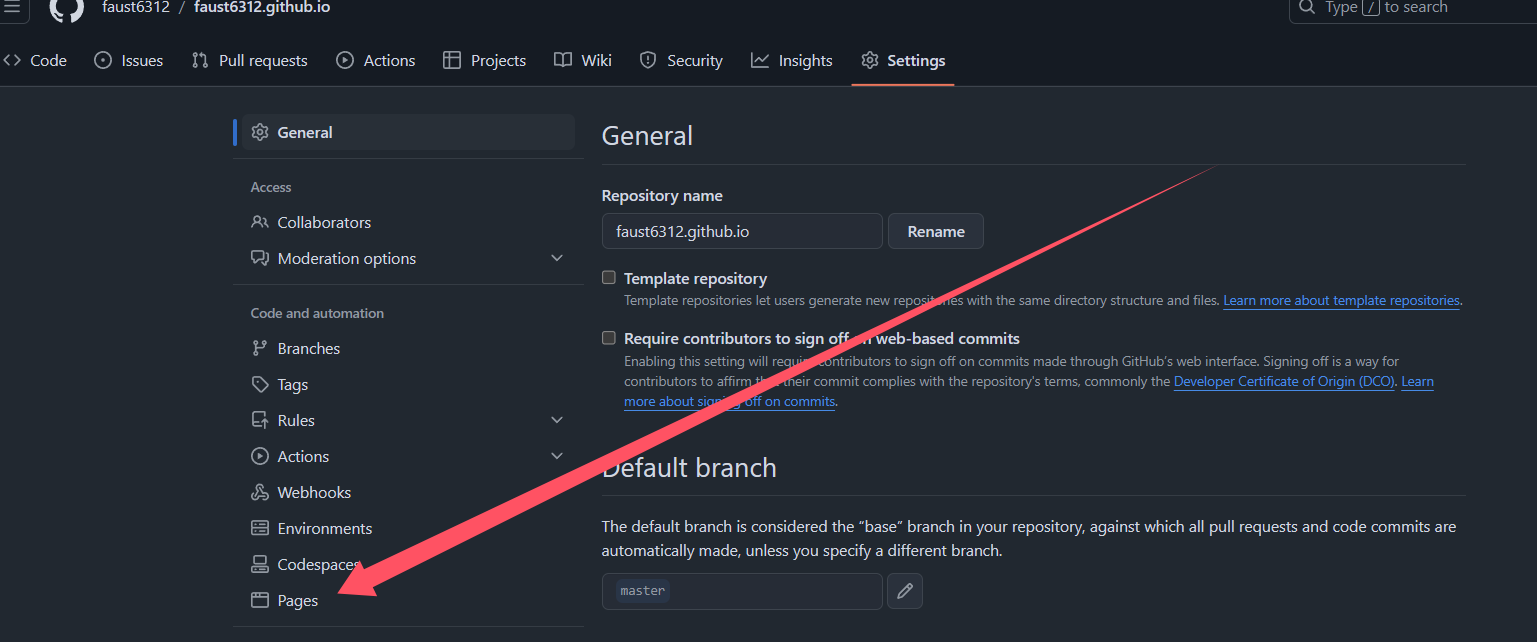 faust6312 / faust6312.github.io
Type / to search
Code Issues Pull requests Actions Projects Wiki Security Insights Settings
General
Access
Collaborators
Moderation options
Code and automation
Branches
Tags
Rules
Actions
Webhooks
Environments
Codespaces
Pages
General
Repository name
faust6312.github.io Rename
Template repository
Template repositories let users generate new repositories with the same directory structure and files. Learn more about template repositories.
Require contributors to sign off on web-based commits
Enabling this setting will require contributors to sign off on commits made through GitHub's web interface. Signing off is a way for
contributors to affirm that their commit complies with the repository's terms, commonly the Developer Certificate of Origin (DCO). Learn
more about signing off on commits.
Default branch
The default branch is considered the “base” branch in your repository, against which all pull requests and code commits are
automatically made, unless you specify a different branch.
master